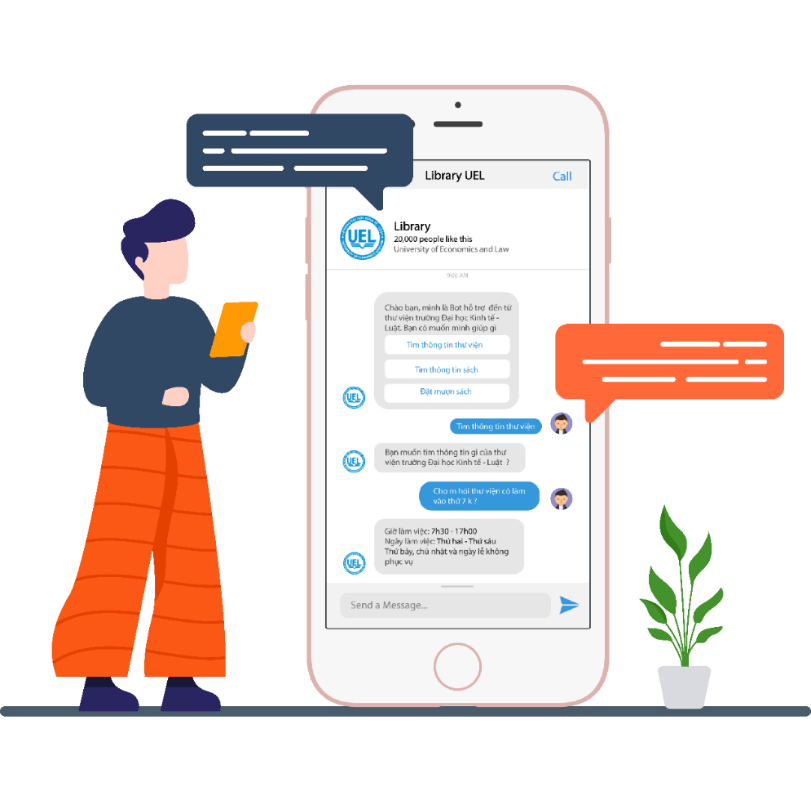 Library UEL
Call
UEL
Library
20,000 people like this
University of Economics and Law
9:00 AM
Chào bạn, mình là Bot hỗ trợ đến từ
thư viện trường Đại học Kinh tế -
Luật. Bạn có muốn mình giúp gì
Tìm thông tin thư viện
Tìm thông tin sách
Đặt mượn sách
UEL
Tìm thông tin thư viện
Bạn muốn tìm thông tin gì của thư
viện trường Đại học Kinh tế - Luật ?
UEL
Cho m hỏi thư viện có làm
vào thứ 7 k ?
Giờ làm việc: 7h30 - 17h00
Ngày làm việc: Thứ hai - Thứ sáu
Thứ bảy, chủ nhật và ngày lễ không
phục vụ
UEL
Send a Message...